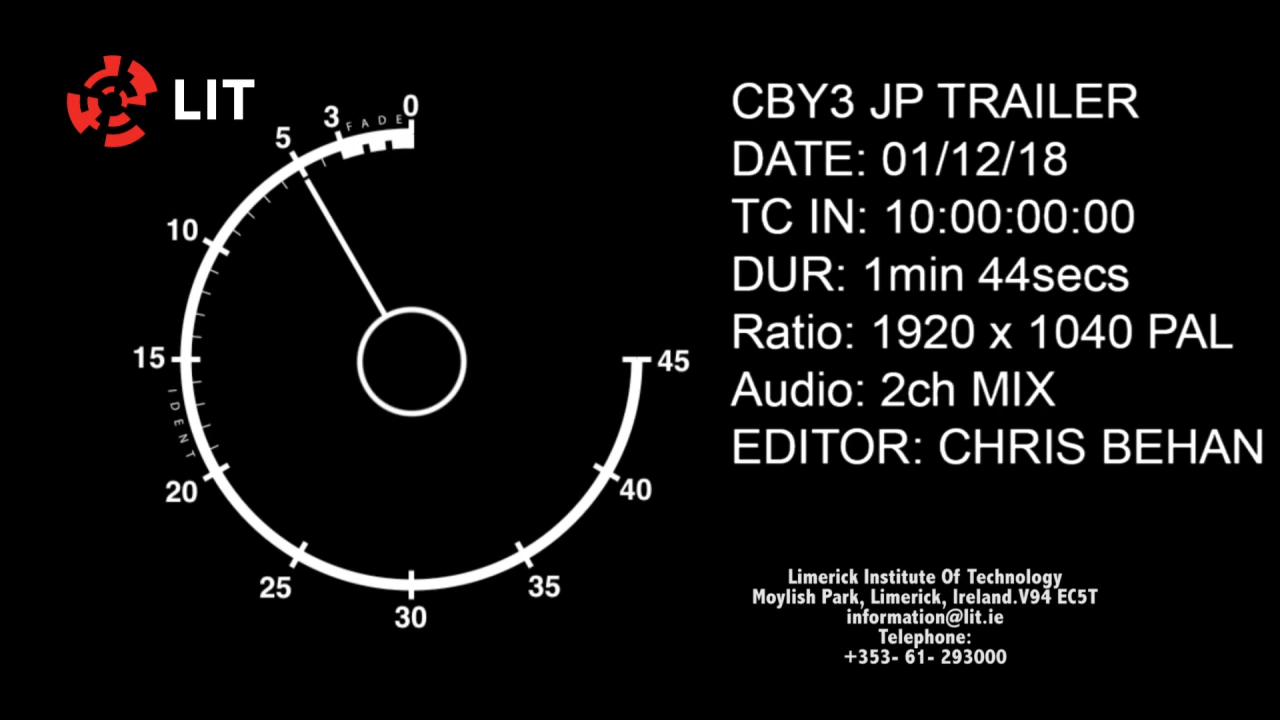 LIT
0
3
FADE
5
10
15
IDENT
20
25
30
35
40
45
CBY3 JP TRAILER
DATE: 01/12/18
TC IN: 10:00:00:00
DUR: 1min 44secs
Ratio: 1920 x 1040 PAL
Audio: 2ch MIX
EDITOR: CHRIS BEHAN
Limerick Institute Of Technology
Moylish Park, Limerick, Ireland.V94 EC5T
information@lit.ie
Telephone:
+353- 61- 293000